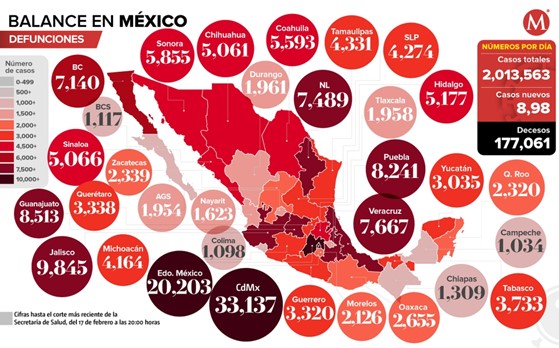 BALANCE EN MÉXICO
DEFUNCIONES
M
Número
de casos
0-499
500+
1,000+
2,000+
3,000+
4,500+
6,000+
7,500+
10,000+
BC
7,140
BCS
1,117
Sonora
5,855
Chihuahua
5,061
Coahuila
5,593
Tamaulipas
4,331
SLP
4,274
Durango
1,961
NL
7,489
Tlaxcala
1,958
Hidalgo
5,177
NÚMEROS POR DÍA
Casos totales
2,013,563
Casos nuevos
8,98
Decesos
177,061
Sinaloa
5,066
Zacatecas
2,339
Puebla
8,241
Yucatán
3,035
Q. Roo
2,320
Guanajuato
8,513
Querétaro
3,338
AGS
1,954
Nayarit
1,623
Veracruz
7,667
Campeche
1,034
Jalisco
9,845
Michoacán
4,164
Colima
1,098
Edo. México
20,203
CdMx
33,137
Guerrero
3,320
Morelos
2,126
Oaxaca
2,655
Chiapas
1,309
Tabasco
3,733
Cifras hasta el corte más reciente de la
Secretaría de Salud, del 17 de febrero a las 20:00 horas